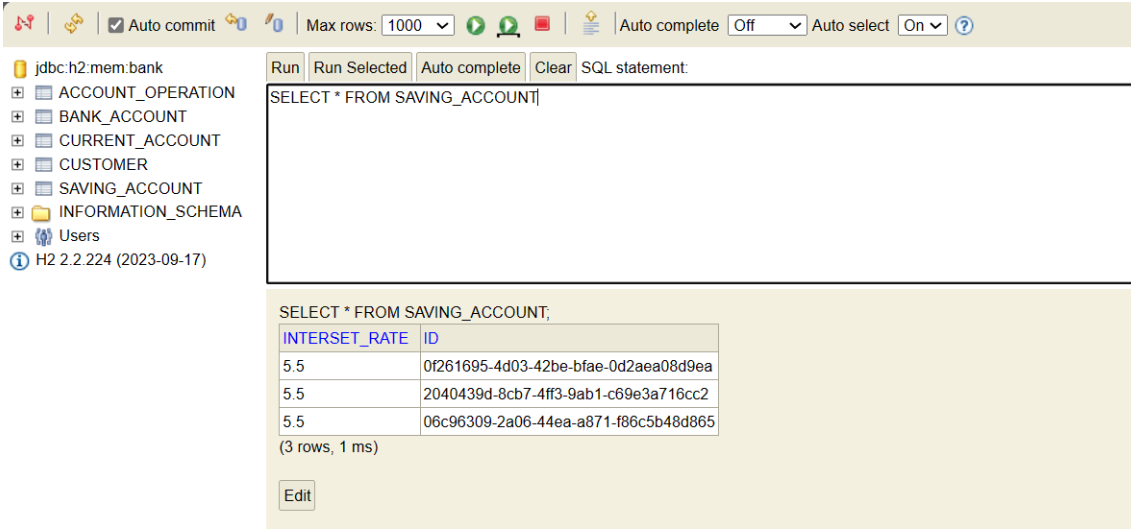 Auto commit Max rows: 1000 Auto complete Off Auto select On
jdbc:h2:mem:bank
ACCOUNT_OPERATION
BANK_ACCOUNT
CURRENT_ACCOUNT
CUSTOMER
SAVING_ACCOUNT
INFORMATION_SCHEMA
Users
H2 2.2.224 (2023-09-17)
Run Run Selected Auto complete Clear SQL statement:
SELECT * FROM SAVING_ACCOUNT
SELECT * FROM SAVING_ACCOUNT;
INTERSET_RATE ID
5.5 0f261695-4d03-42be-bfae-0d2aea08d9ea
5.5 2040439d-8cb7-4ff3-9ab1-c69e3a716cc2
5.5 06c96309-2a06-44ea-a871-f86c5b48d865
(3 rows, 1 ms)
Edit